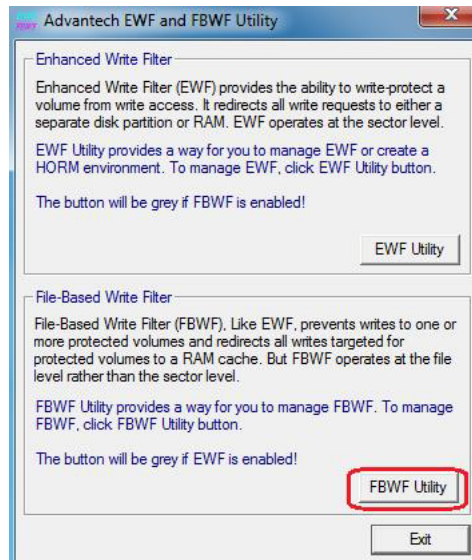 Advantech EWF and FBWF Utility
Enhanced Write Filter
Enhanced Write Filter (EWF) provides the ability to write-protect a
volume from write access. It redirects all write requests to either a
separate disk partition or RAM. EWF operates at the sector level.
EWF Utility provides a way for you to manage EWF or create a
HORM environment. To manage EWF, click EWF Utility button.
The button will be grey if FBWF is enabled!
EWF Utility
File-Based Write Filter
File-Based Write Filter (FBWF), Like EWF, prevents writes to one or
more protected volumes and redirects all writes targeted for
protected volumes to a RAM cache. But FBWF operates at the file
level rather than the sector level.
FBWF Utility provides a way for you to manage FBWF. To manage
FBWF, click FBWF Utility button.
The button will be grey if EWF is enabled!
FBWF Utility
Exit